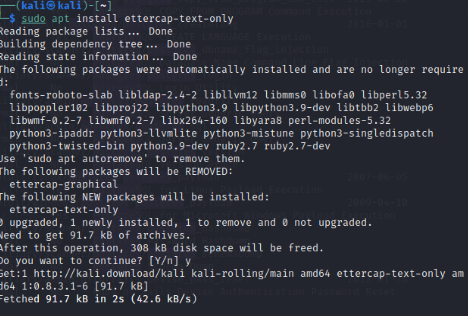 (kali㉿kali)-[~]
$ sudo apt install ettercap-text-only
Reading package lists... Done
Building dependency tree... Done
Reading state information... Done
The following packages were automatically installed and are no longer require
d:
fonts-roboto-slab libldap-2.4-2 libllvm12 libmms0 libofa0 libperl5.32
libpoppler102 libproj22 libpython3.9 libpython3.9-dev libtbb2 libwebp6
libwmf-0.2-7 libwmf0.2-7 libx264-160 libyara8 perl-modules-5.32
python3-ipaddr python3-llvmlite python3-mistune python3-singledispatch
python3-twisted-bin python3.9-dev ruby2.7 ruby2.7-dev
Use 'sudo apt autoremove' to remove them.
The following packages will be REMOVED:
ettercap-graphical
The following NEW packages will be installed:
ettercap-text-only
0 upgraded, 1 newly installed, 1 to remove and 0 not upgraded.
Need to get 91.7 kB of archives.
After this operation, 308 kB disk space will be freed.
Do you want to continue? [Y/n] y
Get:1 http://kali.download/kali kali-rolling/main amd64 ettercap-text-only am
d64 1:0.8.3.1-6 [91.7 kB]
Fetched 91.7 kB in 2s (42.6 kB/s)